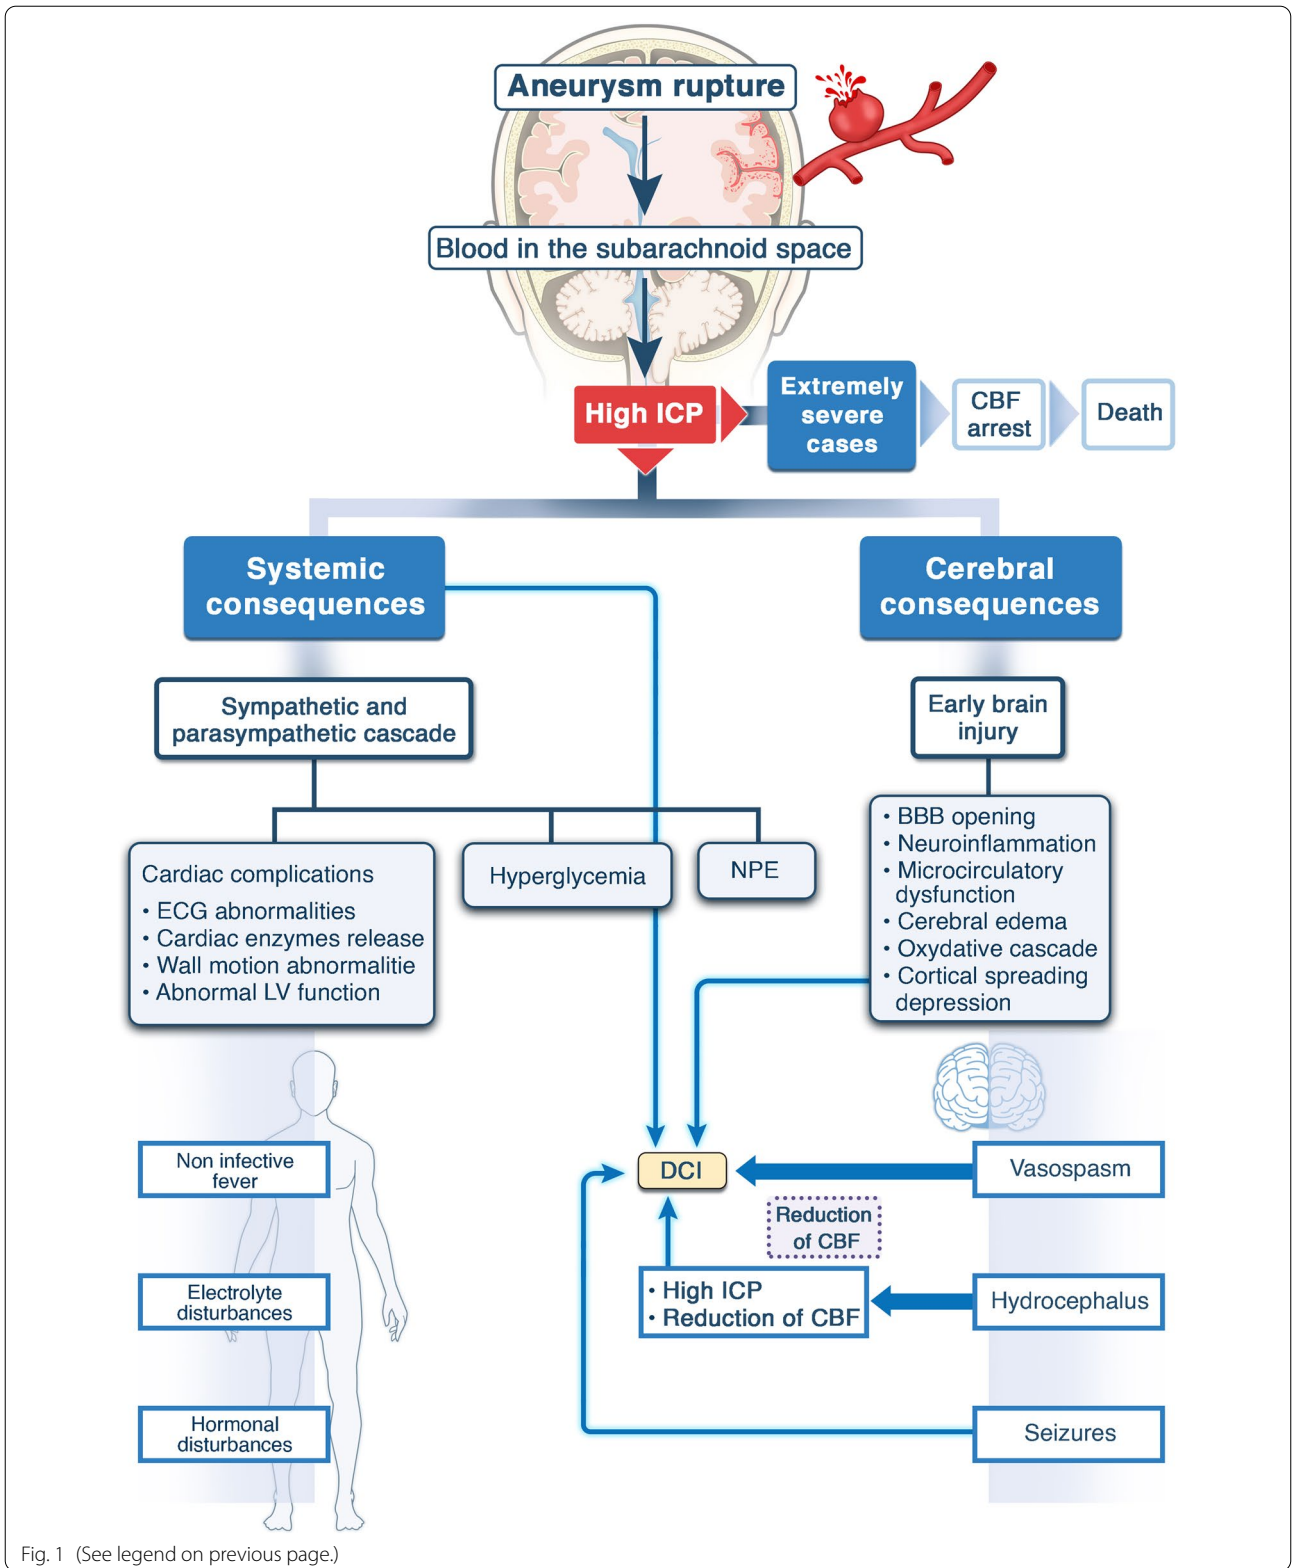 Aneurysm rupture
Blood in the subarachnoid space
High ICP
Extremely
severe
cases
CBF
arrest
Death
Systemic
consequences
Cerebral
consequences
Sympathetic and
parasympathetic cascade
Early brain
injury
Cardiac complications
• ECG abnormalities
• Cardiac enzymes release
• Wall motion abnormalitie
• Abnormal LV function
Hyperglycemia
NPE
• BBB opening
• Neuroinflammation
• Microcirculatory
dysfunction
• Cerebral edema
• Oxydative cascade
• Cortical spreading
depression
Non infective
fever
DCI
Vasospasm
Reduction
of CBF
Electrolyte
disturbances
• High ICP
• Reduction of CBF
Hydrocephalus
Hormonal
disturbances
Seizures
Fig. 1 (See legend on previous page.)